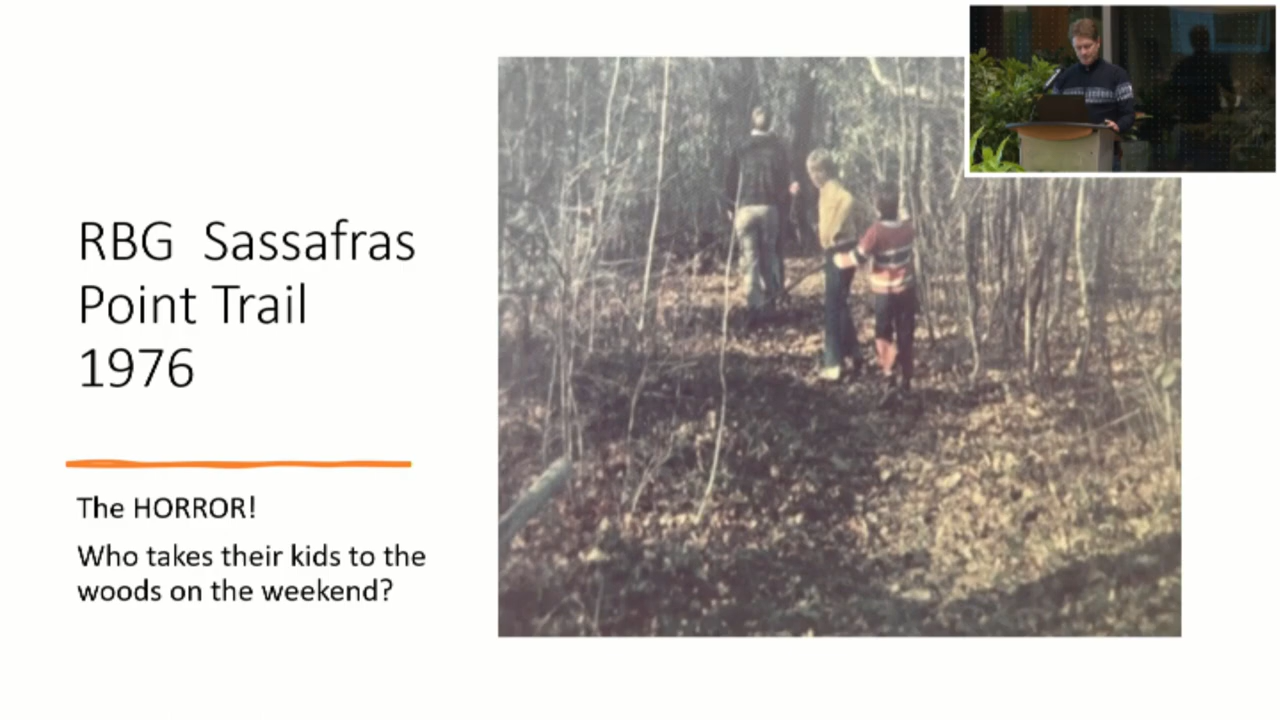 RBG  Sassafras
Point Trail
1976
The HORROR!
Who takes their kids to the
woods on the weekend?